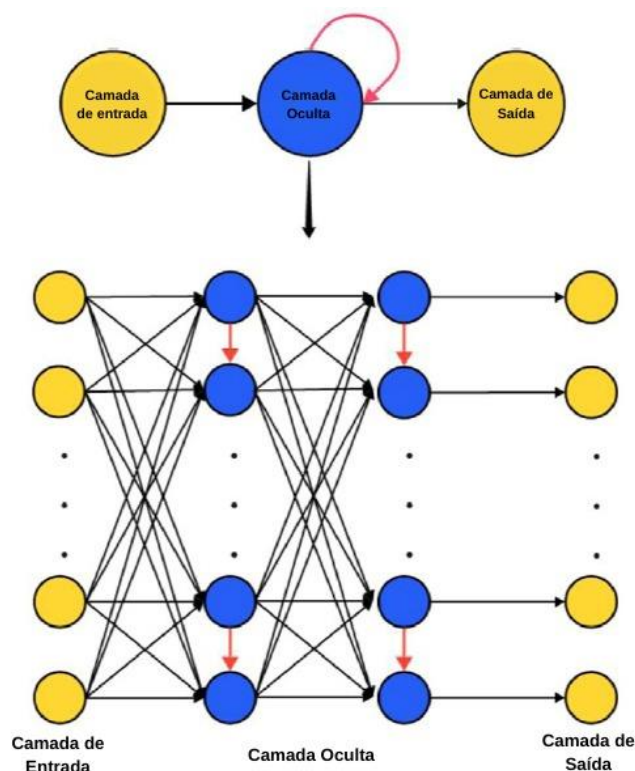 Camada
de entrada
Camada
Oculta
Camada de
Saída
Camada de
Entrada
Camada Oculta
Camada de
Saída